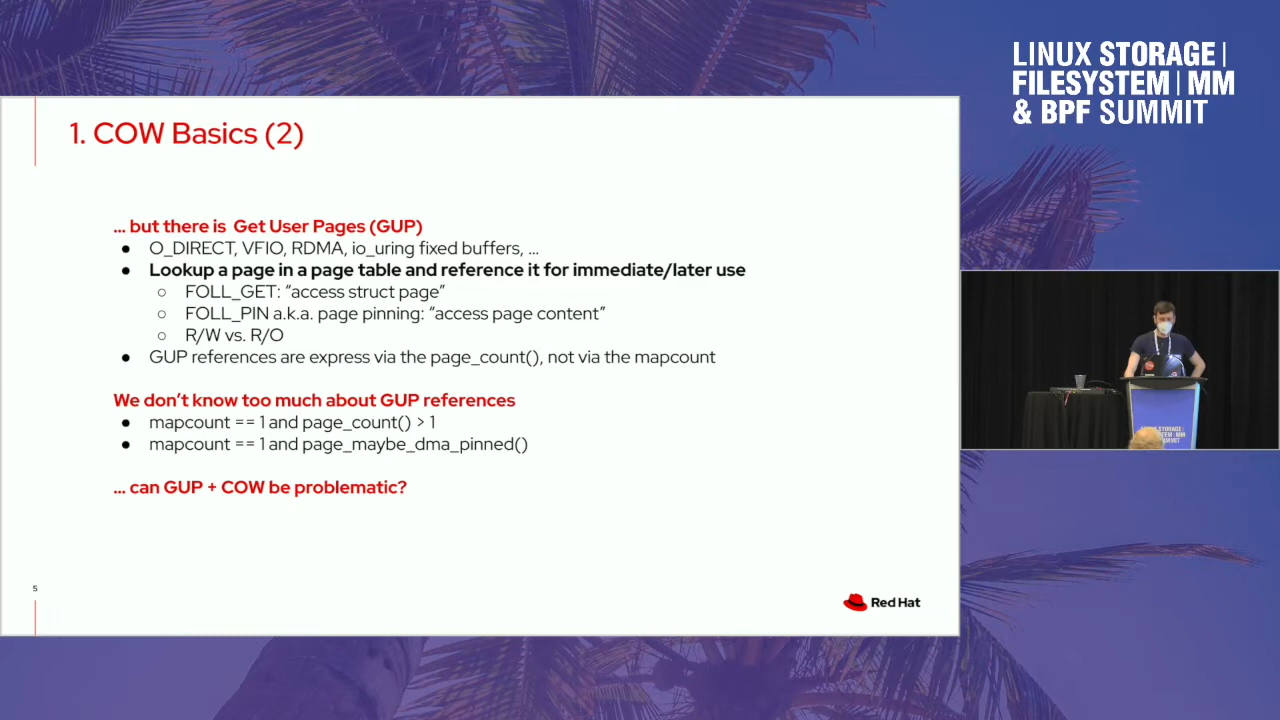 LINUX STORAGE |
FILESYSTEM | MM
& BPF SUMMIT
1. COW Basics (2)
… but there is Get User Pages (GUP)
● O_DIRECT, VFIO, RDMA, io_uring fixed buffers, …
● Lookup a page in a page table and reference it for immediate/later use
○ FOLL_GET: “access struct page”
○ FOLL_PIN a.k.a. page pinning: “access page content”
○ R/W vs. R/O
● GUP references are express via the page_count(), not via the mapcount
We don’t know too much about GUP references
● mapcount == 1 and page_count() > 1
● mapcount == 1 and page_maybe_dma_pinned()
… can GUP + COW be problematic?
5
Red Hat